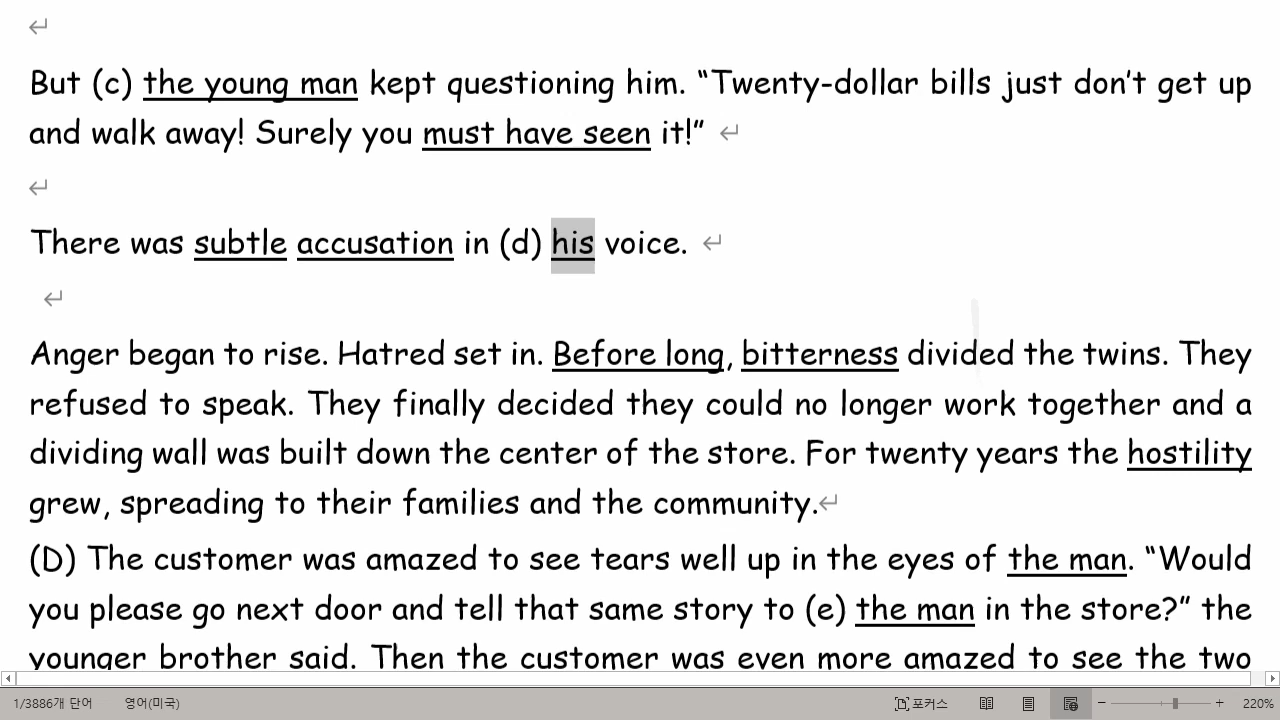 But (c) the young man kept questioning him. “Twenty-dollar bills just don’t get up
and walk away! Surely you must have seen it!”
There was subtle accusation in (d) his voice.
Anger began to rise. Hatred set in. Before long, bitterness divided the twins. They
refused to speak. They finally decided they could no longer work together and a
dividing wall was built down the center of the store. For twenty years the hostility
grew, spreading to their families and the community.
(D) The customer was amazed to see tears well up in the eyes of the man. “Would
you please go next door and tell that same story to (e) the man in the store?” the
younger brother said. Then the customer was even more amazed to see the two
1/3886개 단어 영어(미국) 포커스 220%